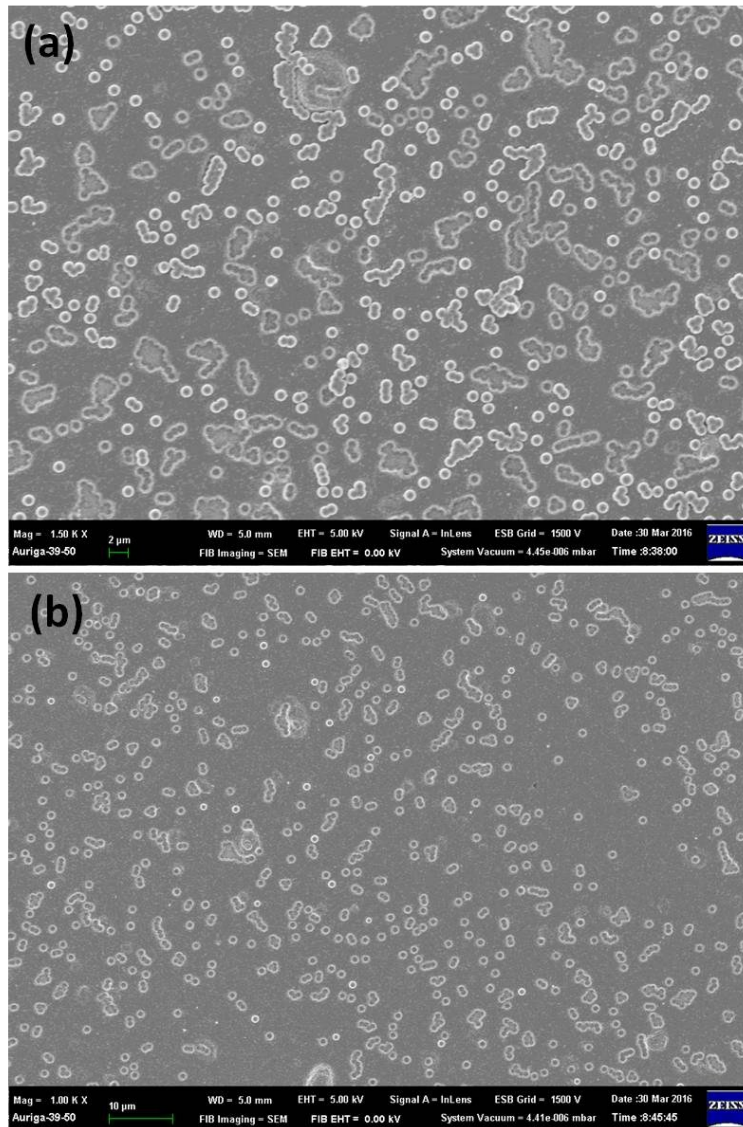 (a)
Mag = 1.50 K X WD = 5.0 mm EHT = 5.00 kV Signal A = InLens ESB Grid = 1500 V Date :30 Mar 2016 ZEISS
Auriga-39-50 2 µm FIB Imaging = SEM FIB EHT = 0.00 kV System Vacuum = 4.45e-006 mbar Time :8:38:00
(b)
Mag = 1.00 K X WD = 5.0 mm EHT = 5.00 kV Signal A = InLens ESB Grid = 1500 V Date :30 Mar 2016 ZEISS
Auriga-39-50 10 µm FIB Imaging = SEM FIB EHT = 0.00 kV System Vacuum = 4.41e-006 mbar Time :8:45:45